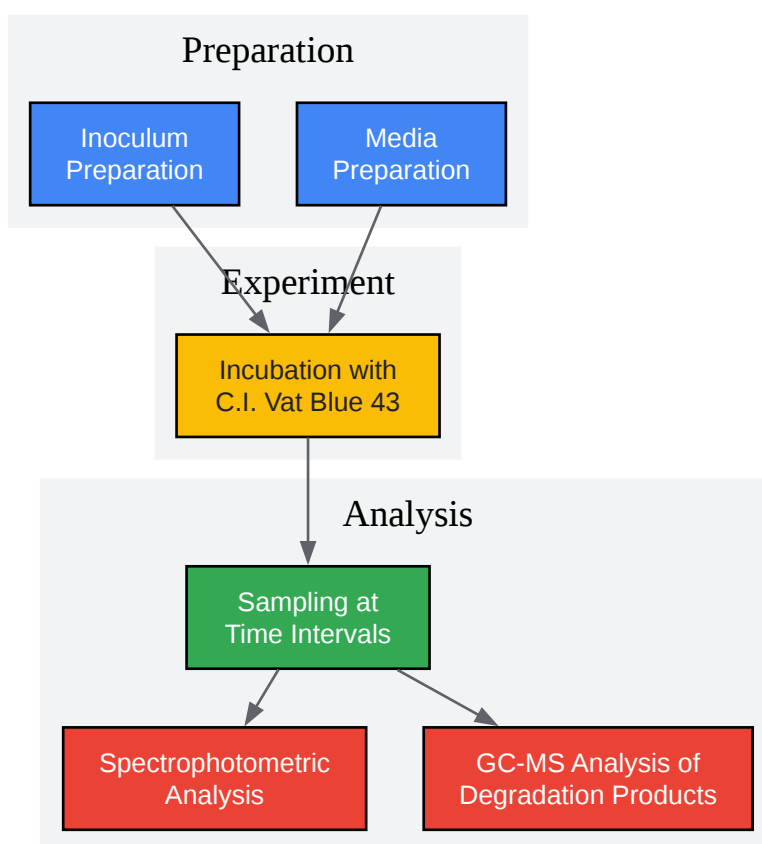 Preparation
Inoculum
Preparation
Media
Preparation
Experiment
Incubation with
C.I. Vat Blue 43
Analysis
Sampling at
Time Intervals
Spectrophotometric
Analysis
GC-MS Analysis of
Degradation Products